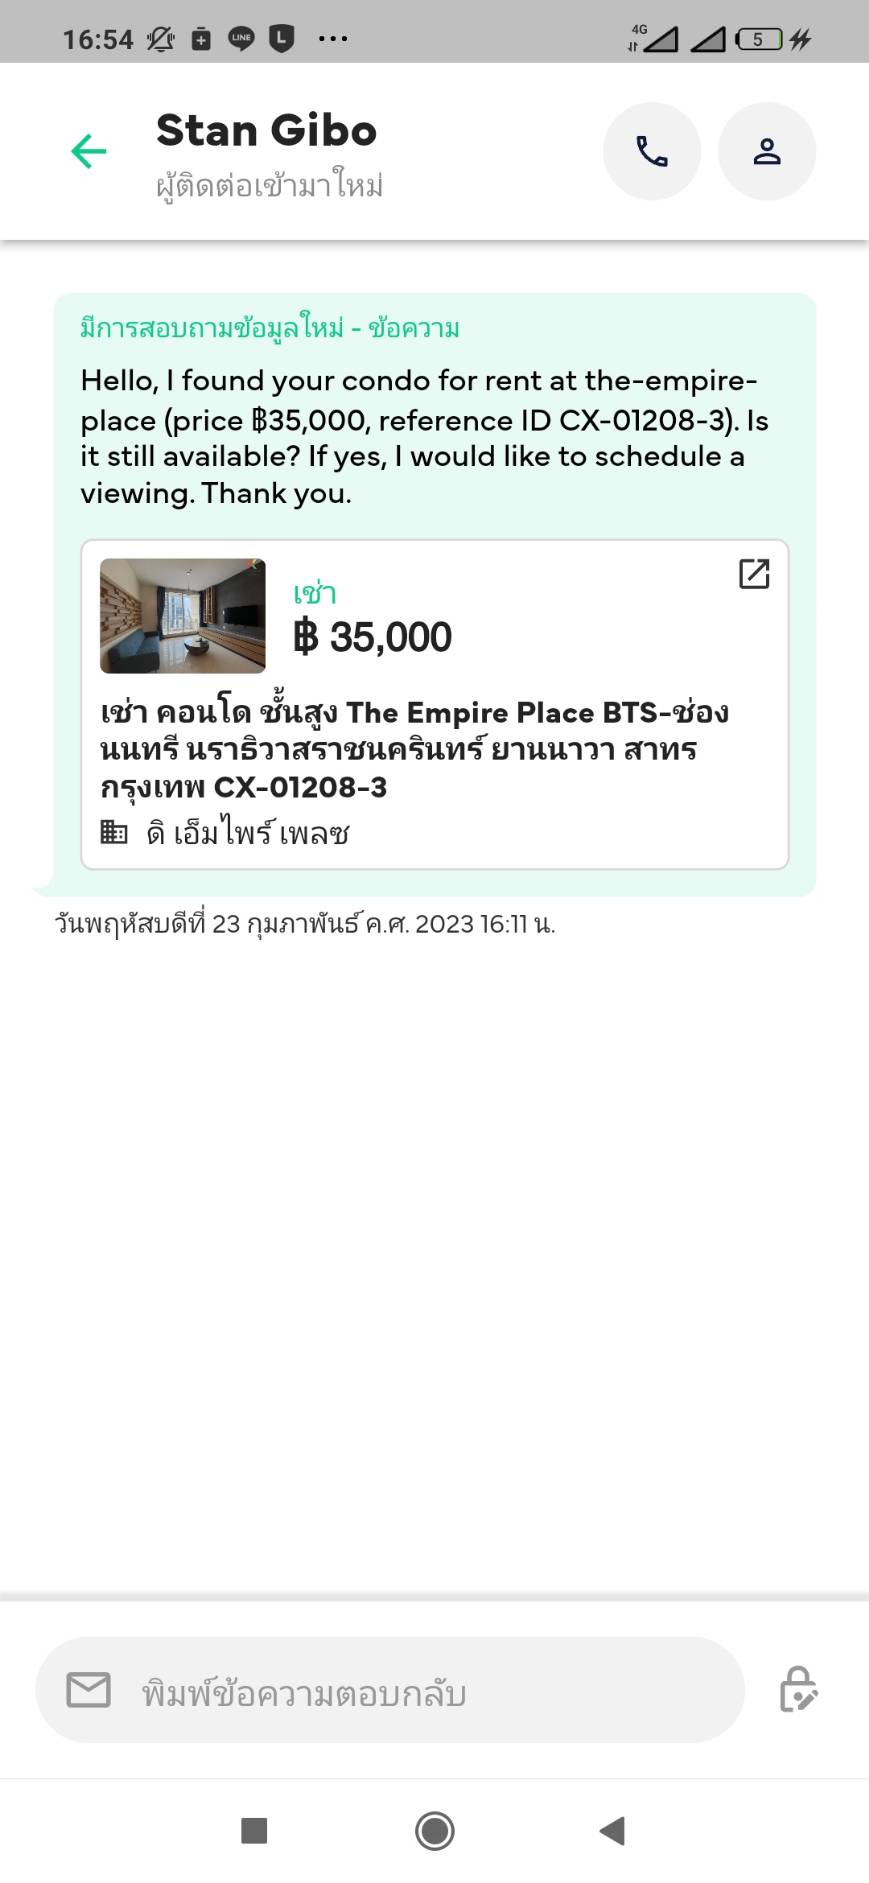 16:54 LINE L ... 4G 5
Stan Gibo
ผู้ติดต่อเข้ามาใหม่
มีการสอบถามข้อมูลใหม่ - ข้อความ
Hello, I found your condo for rent at the-empire-
place (price ฿35,000, reference ID CX-01208-3). Is
it still available? If yes, I would like to schedule a
viewing. Thank you.
เช่า
฿ 35,000
เช่า คอนโด ชั้นสูง The Empire Place BTS-ช่อง
นนทรี นราธิวาสราชนครินทร์ ยานนาวา สาทร
กรุงเทพ CX-01208-3
ดิ เอ็มไพร์ เพลซ
วันพฤหัสบดีที่ 23 กุมภาพันธ์ ค.ศ. 2023 16:11 น.
พิมพ์ข้อความตอบกลับ